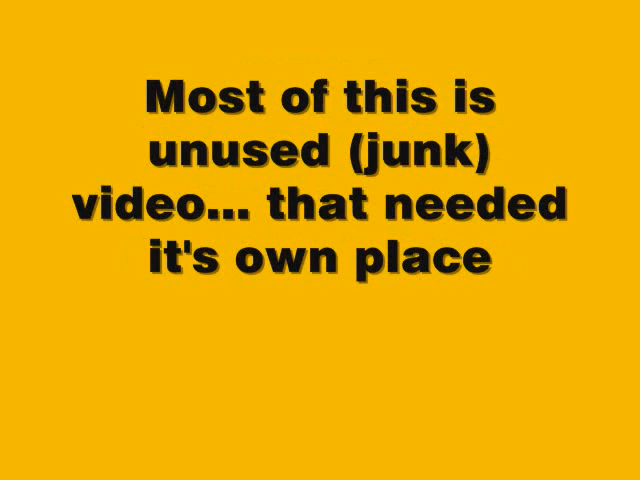 Most of this is
unused (junk)
video... that needed
it's own place